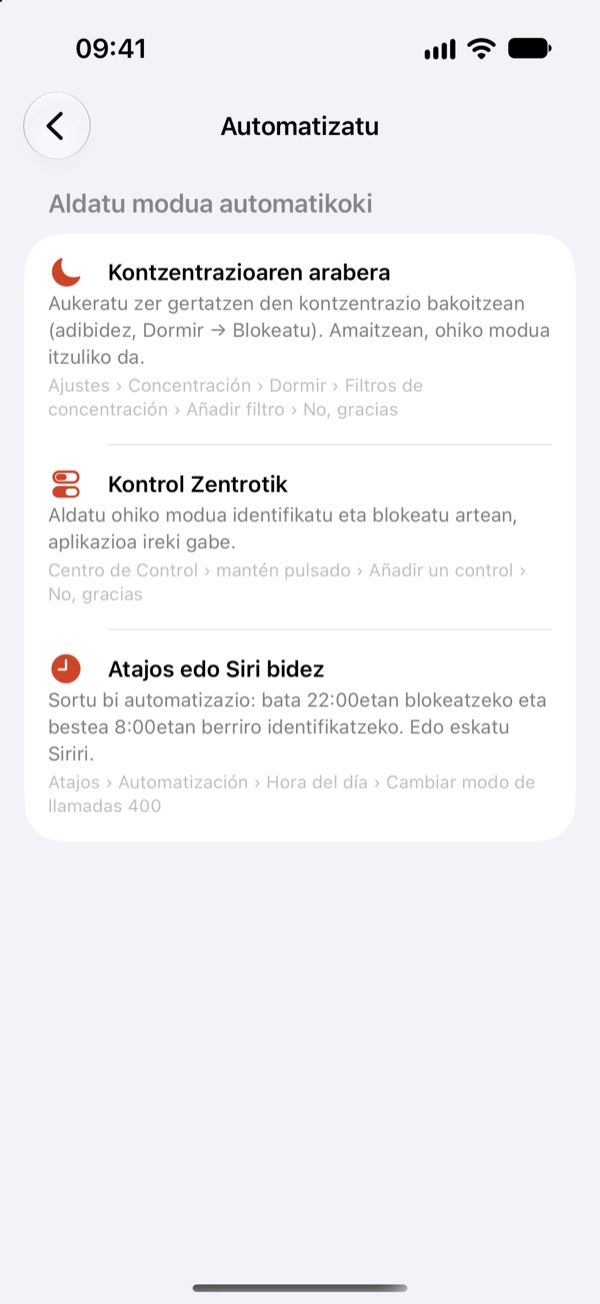 09:41
Automatizatu
Aldatu modua automatikoki
Kontzentrazioaren arabera
Aukeratu zer gertatzen den kontzentrazio bakoitzean
(adibidez, Dormir → Blokeatu). Amaitzean, ohiko modua
itzuliko da.
Ajustes › Concentración › Dormir › Filtros de
concentración › Añadir filtro › No, gracias
Kontrol Zentrotik
Aldatu ohiko modua identifikatu eta blokeatu artean,
aplikazioa ireki gabe.
Centro de Control › mantén pulsado › Añadir un control ›
No, gracias
Atajos edo Siri bidez
Sortu bi automatizazio: bata 22:00etan blokeatzeko eta
bestea 8:00etan berriro identifikatzeko. Edo eskatu
Siriri.
Atajos › Automatización › Hora del día › Cambiar modo de
llamadas 400